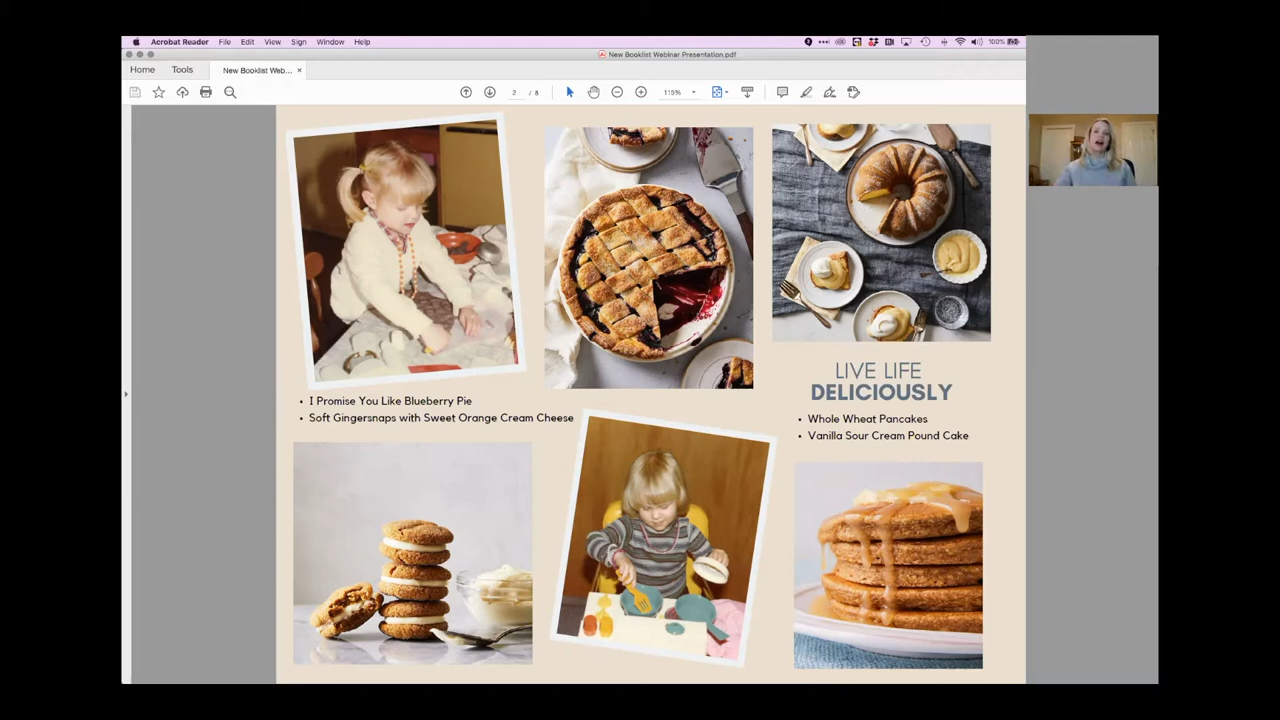 Acrobat Reader File Edit View Sign Window Help 100%
New Booklist Webinar Presentation.pdf
Home Tools New Booklist Web... ×
2 / 8 115%
I Promise You Like Blueberry Pie
Soft Gingersnaps with Sweet Orange Cream Cheese
LIVE LIFE
DELICIOUSLY
Whole Wheat Pancakes
Vanilla Sour Cream Pound Cake